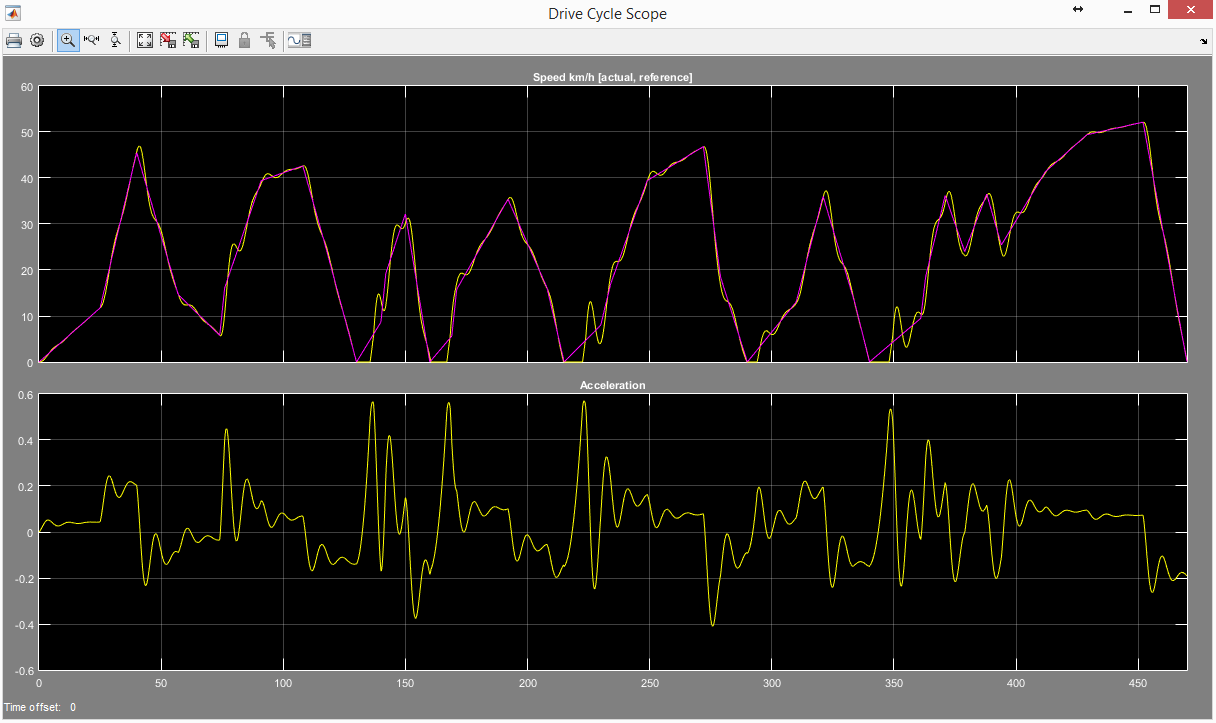 Drive Cycle Scope
Speed km/h [actual, reference]
60
50
40
30
20
10
0
Acceleration
0.6
0.4
0.2
0
-0.2
-0.4
-0.6
0 50 100 150 200 250 300 350 400 450
Time offset: 0